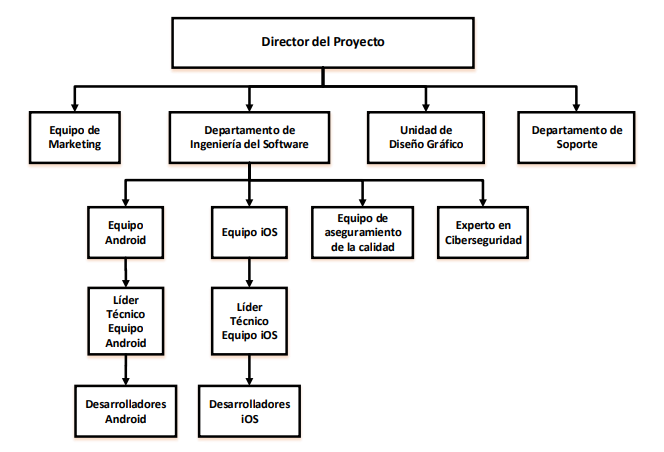 Director del Proyecto
Equipo de
Marketing
Departamento de
Ingeniería del Software
Unidad de
Diseño Gráfico
Departamento de
Soporte
Equipo
Android
Equipo iOS
Equipo de
aseguramiento
de la calidad
Experto en
Ciberseguridad
Líder
Técnico
Equipo
Android
Líder
Técnico
Equipo iOS
Desarrolladores
Android
Desarrolladores
iOS